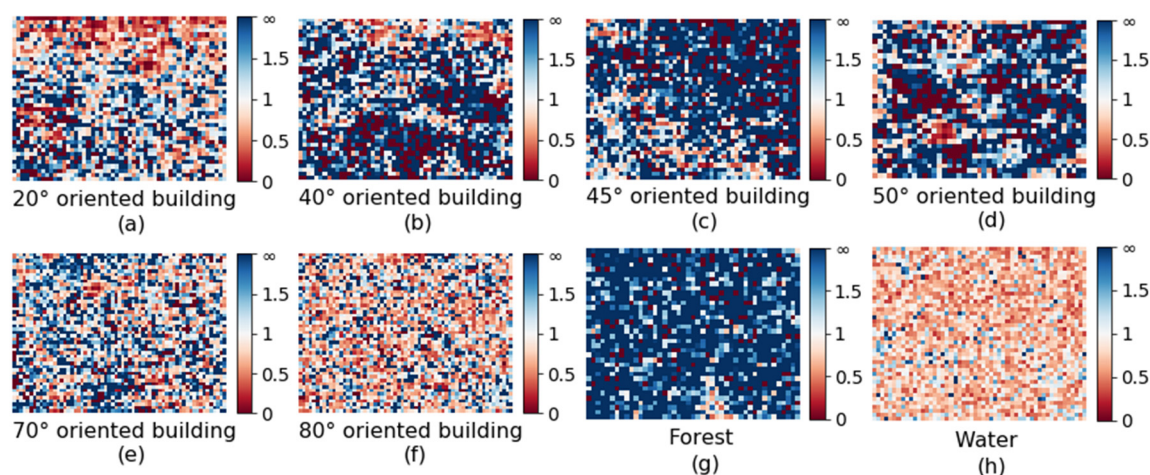 ∞ 1.5 1 0.5 0
20° oriented building
(a)
∞ 1.5 1 0.5 0
40° oriented building
(b)
∞ 1.5 1 0.5 0
45° oriented building
(c)
∞ 1.5 1 0.5 0
50° oriented building
(d)
∞ 1.5 1 0.5 0
70° oriented building
(e)
∞ 1.5 1 0.5 0
80° oriented building
(f)
∞ 1.5 1 0.5 0
Forest
(g)
∞ 1.5 1 0.5 0
Water
(h)